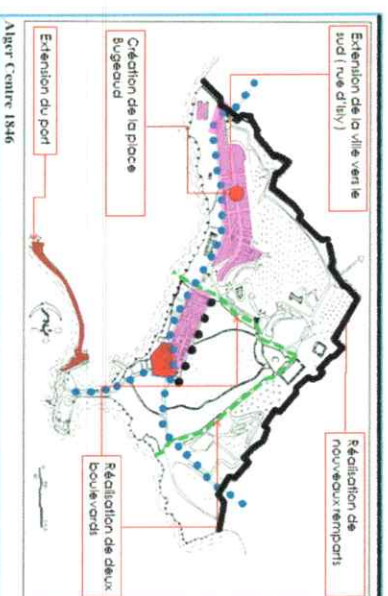 Extension de la ville vers le
sud ( rue d'Isly )
Réalisation de
nouveaux remparts
Création de la place
Bugeaud
Réalisation de deux
boulevards
Extension du port
Alger Centre 1846